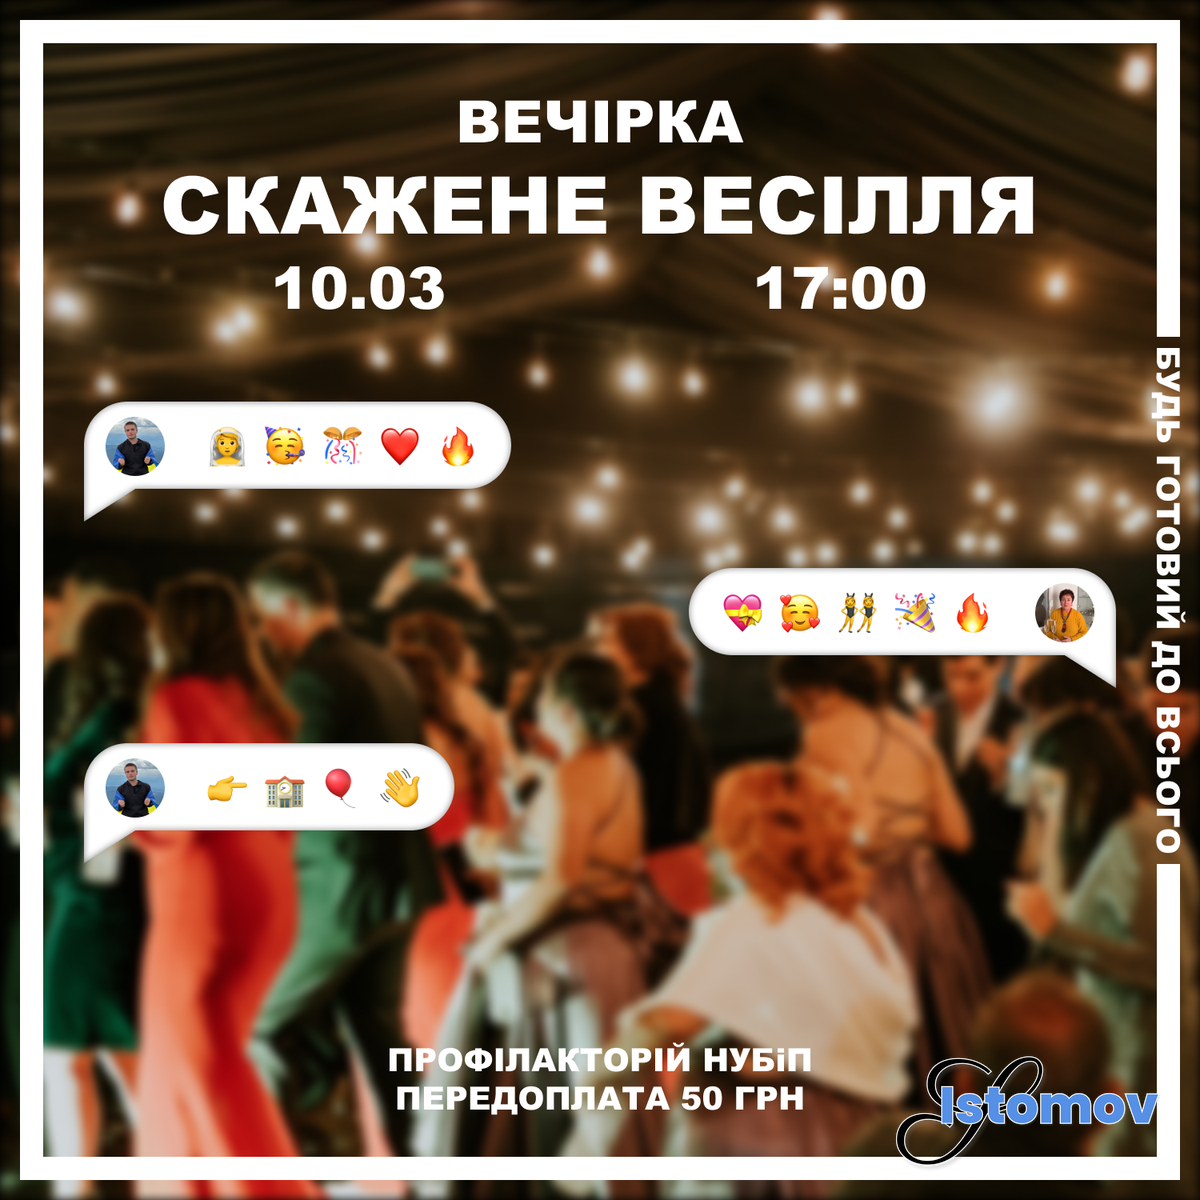 ВЕЧІРКА
СКАЖЕНЕ ВЕСІЛЛЯ
10.03 17:00
БУДЬ ГОТОВИЙ ДО ВСЬОГО
ПРОФІЛАКТОРІЙ НУБіП
ПЕРЕДОПЛАТА 50 ГРН
Istomov